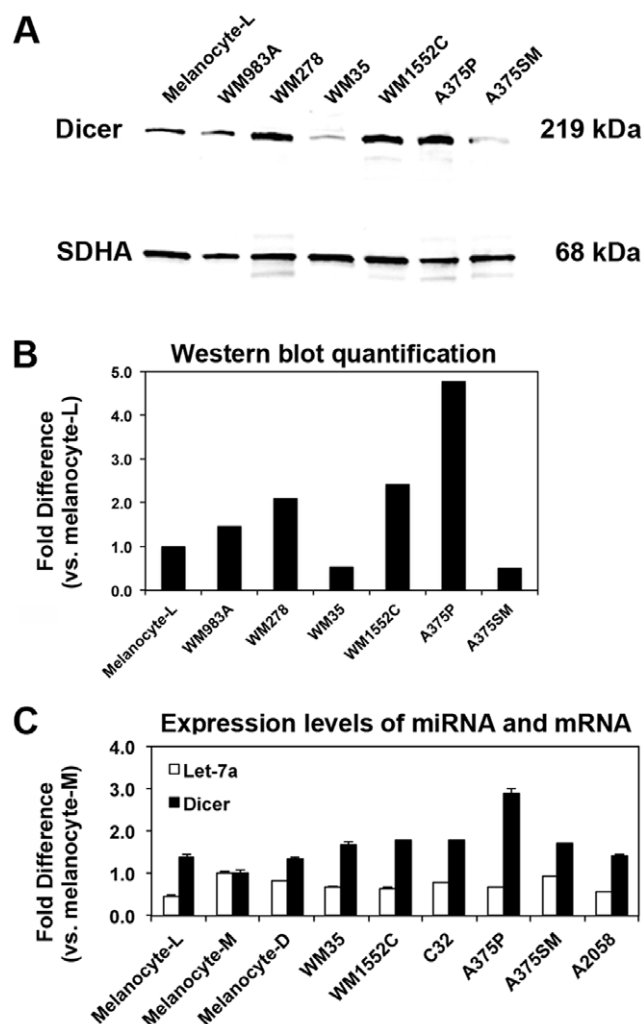 A
Melanocyte-L
WM983A
WM278
WM35
WM1552C
A375P
A375SM
Dicer
219 kDa
SDHA
68 kDa
B
Western blot quantification
Fold Difference
(vs. melanocyte-L)
5.0
4.0
3.0
2.0
1.0
0.0
Melanocyte-L
WM983A
WM278
WM35
WM1552C
A375P
A375SM
C
Expression levels of miRNA and mRNA
Fold Difference
(vs. melanocyte-M)
4.0
3.0
2.0
1.0
0.0
Let-7a
Dicer
Melanocyte-L
Melanocyte-M
Melanocyte-D
WM35
WM1552C
C32
A375P
A375SM
A2058